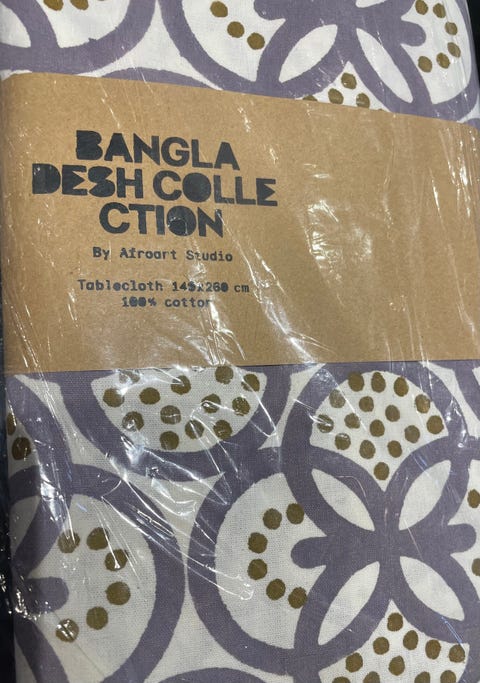 BANGLA
DESH COLLE
CTION
By Afroart Studio
Tablecloth 145x260 cm
100% cotton